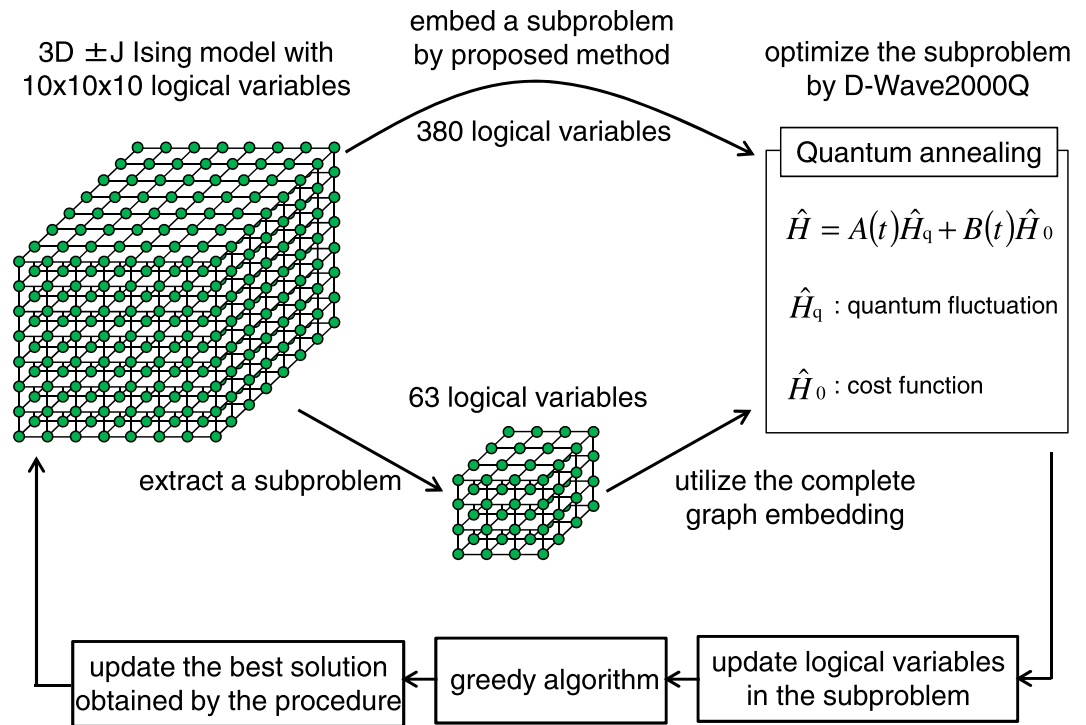 embed a subproblem
by proposed method
3D ±J Ising model with
10x10x10 logical variables
optimize the subproblem
by D-Wave2000Q
380 logical variables
Quantum annealing
Ĥ = A(t)Ĥq + B(t)Ĥ0
Ĥq : quantum fluctuation
Ĥ0 : cost function
63 logical variables
extract a subproblem
utilize the complete
graph embedding
update the best solution
obtained by the procedure
greedy algorithm
update logical variables
in the subproblem